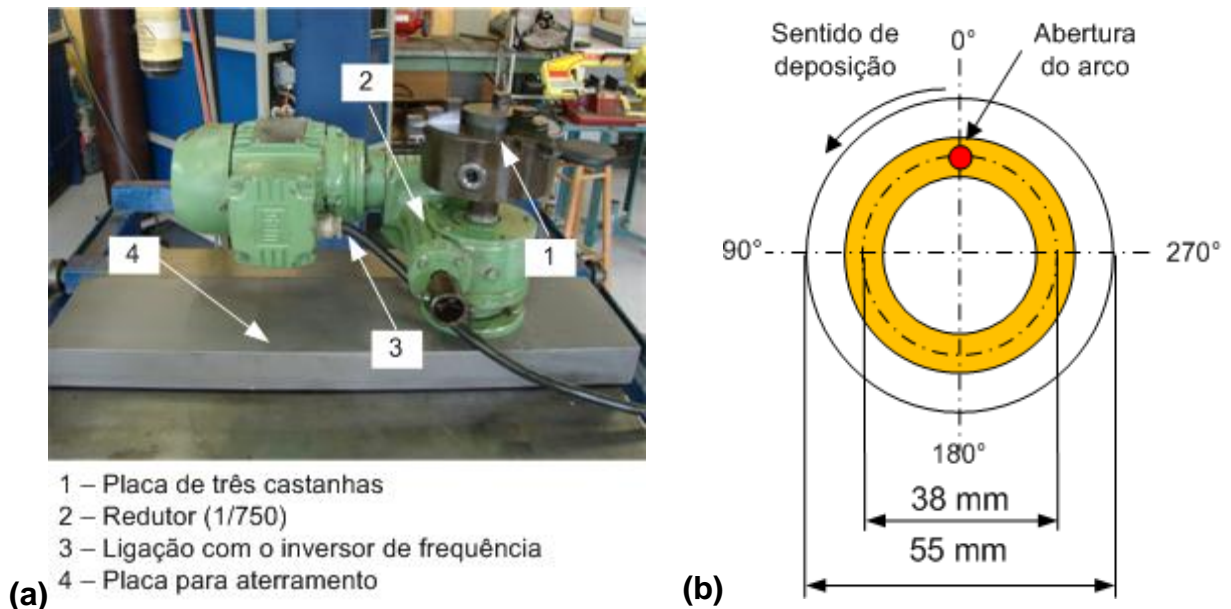 2
1
4
3
1 – Placa de três castanhas
2 – Redutor (1/750)
3 – Ligação com o inversor de frequência
4 – Placa para aterramento
(a)
Sentido de
deposição
0°
Abertura
do arco
90°
270°
180°
38 mm
55 mm
(b)